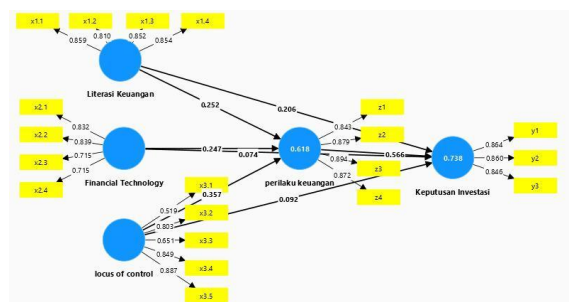 x1.1 x1.2 x1.3 x1.4
0.859 0.810 0.852 0.854
Literasi Keuangan
0.206
0.252
x2.1
x2.2
x2.3
x2.4
0.832
0.839
0.715
0.715
Financial Technology
0.247
0.074
0.618
perilaku keuangan
z1
z2
z3
z4
0.843
0.879
0.894
0.872
0.566
0.738
Keputusan Investasi
0.864
0.860
0.846
y1
y2
y3
0.357
0.092
locus of control
x3.1
x3.2
x3.3
x3.4
x3.5
0.519
0.803
0.651
0.849
0.887